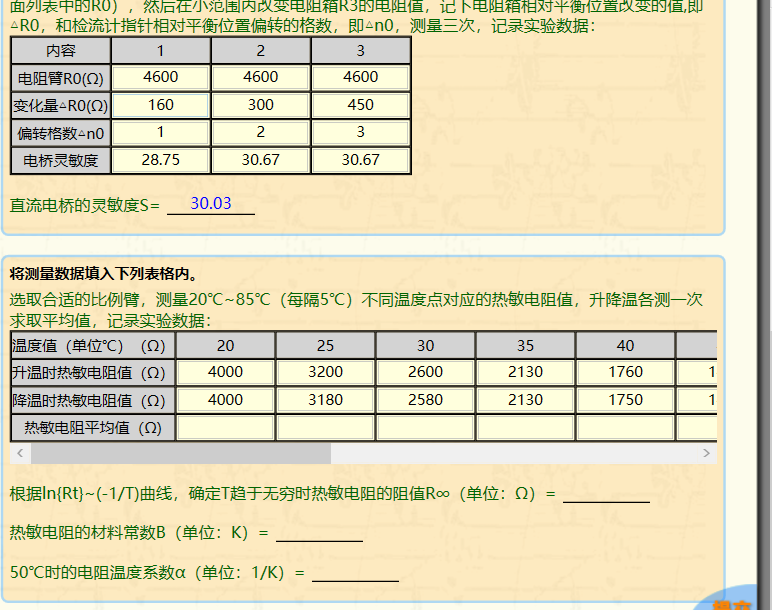 面列表中的R0），然后在小范围内改变电阻箱R3的电阻值，记下电阻箱相对平衡位置改变的值,即
△R0，和检流计指针相对平衡位置偏转的格数，即△n0，测量三次，记录实验数据：
内容 1 2 3
电阻臂R0(Ω) 4600 4600 4600
变化量△R0(Ω) 160 300 450
偏转格数△n0 1 2 3
电桥灵敏度 28.75 30.67 30.67
直流电桥的灵敏度S= 30.03
将测量数据填入下列表格内。
选取合适的比例臂，测量20℃~85℃（每隔5℃）不同温度点对应的热敏电阻值，升降温各测一次
求取平均值，记录实验数据：
温度值（单位℃）（Ω） 20 25 30 35 40
升温时热敏电阻值（Ω） 4000 3200 2600 2130 1760 1
降温时热敏电阻值（Ω） 4000 3180 2580 2130 1750 1
热敏电阻平均值（Ω）
根据ln{Rt}~(-1/T)曲线，确定T趋于无穷时热敏电阻的阻值R∞（单位：Ω）=
热敏电阻的材料常数B（单位：K）=
50℃时的电阻温度系数α（单位：1/K）=